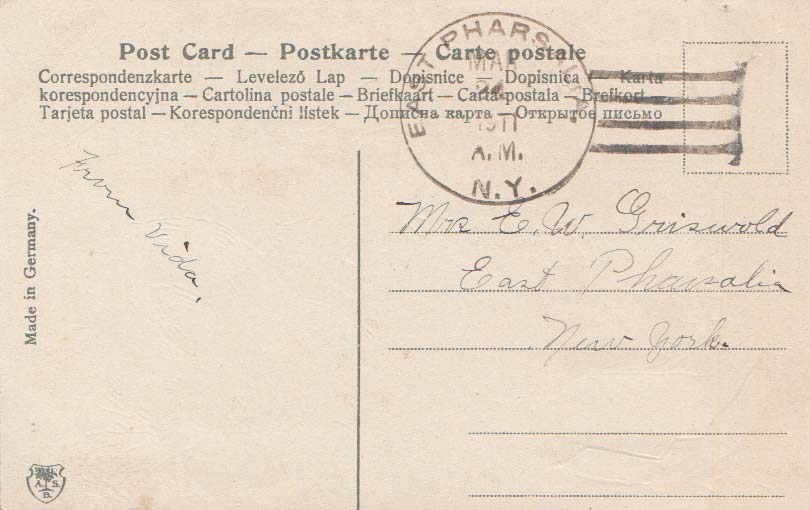 Post Card — Postkarte — Carte postale
Correspondenzkarte — Levelező Lap — Dopisnice — Dopisnica — Karta
korespondencyjna — Cartolina postale — Briefkaart — Carta postala — Brefkort
Tarjeta postal — Korespondenční lístek — Дописна карта — Открытое письмо
EAST PHARSALIA
MAR
1911
A.M.
N.Y.
From Vida.
Made in Germany.
Mrs E. W. Griswold
East Pharsalia
New York.
A. S.
B.